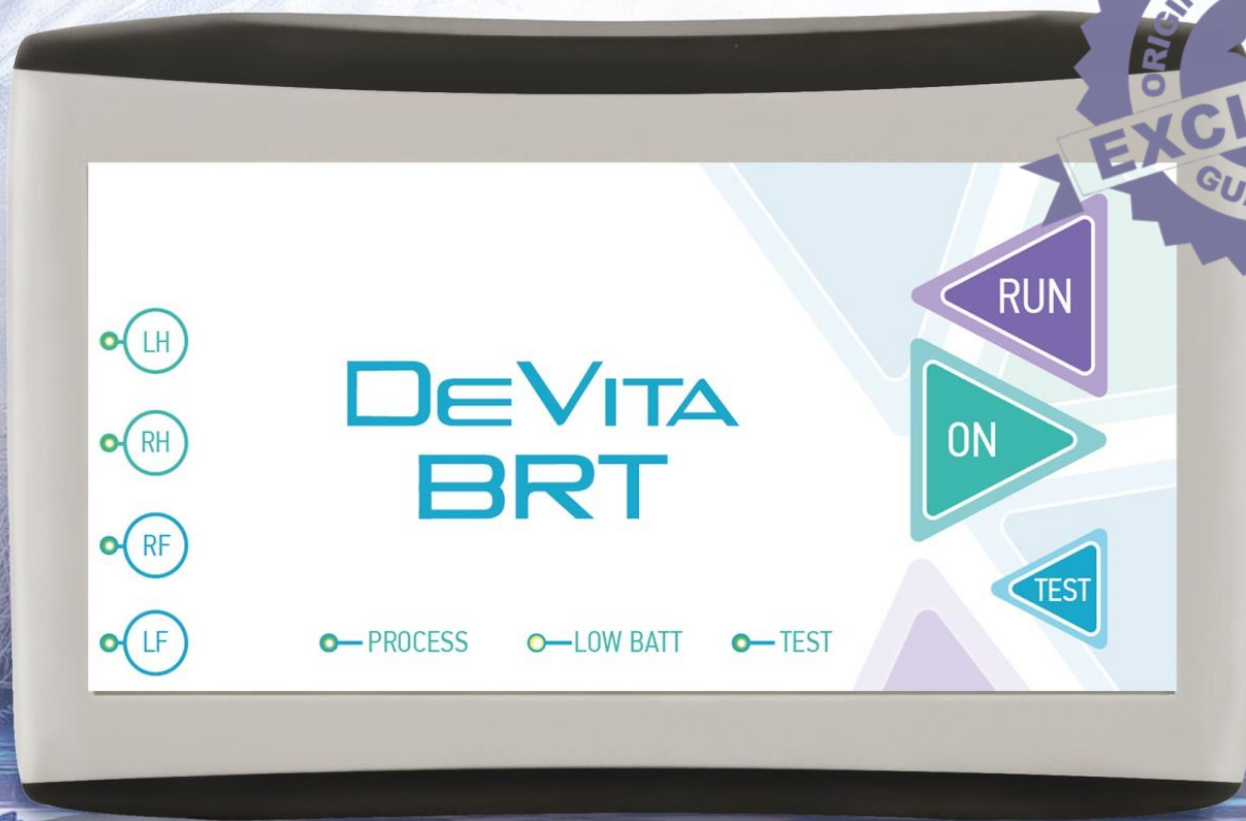 RUN
LH
DEVITA
BRT
ON
RH
RF
TEST
LF
PROCESS
LOW BATT
TEST